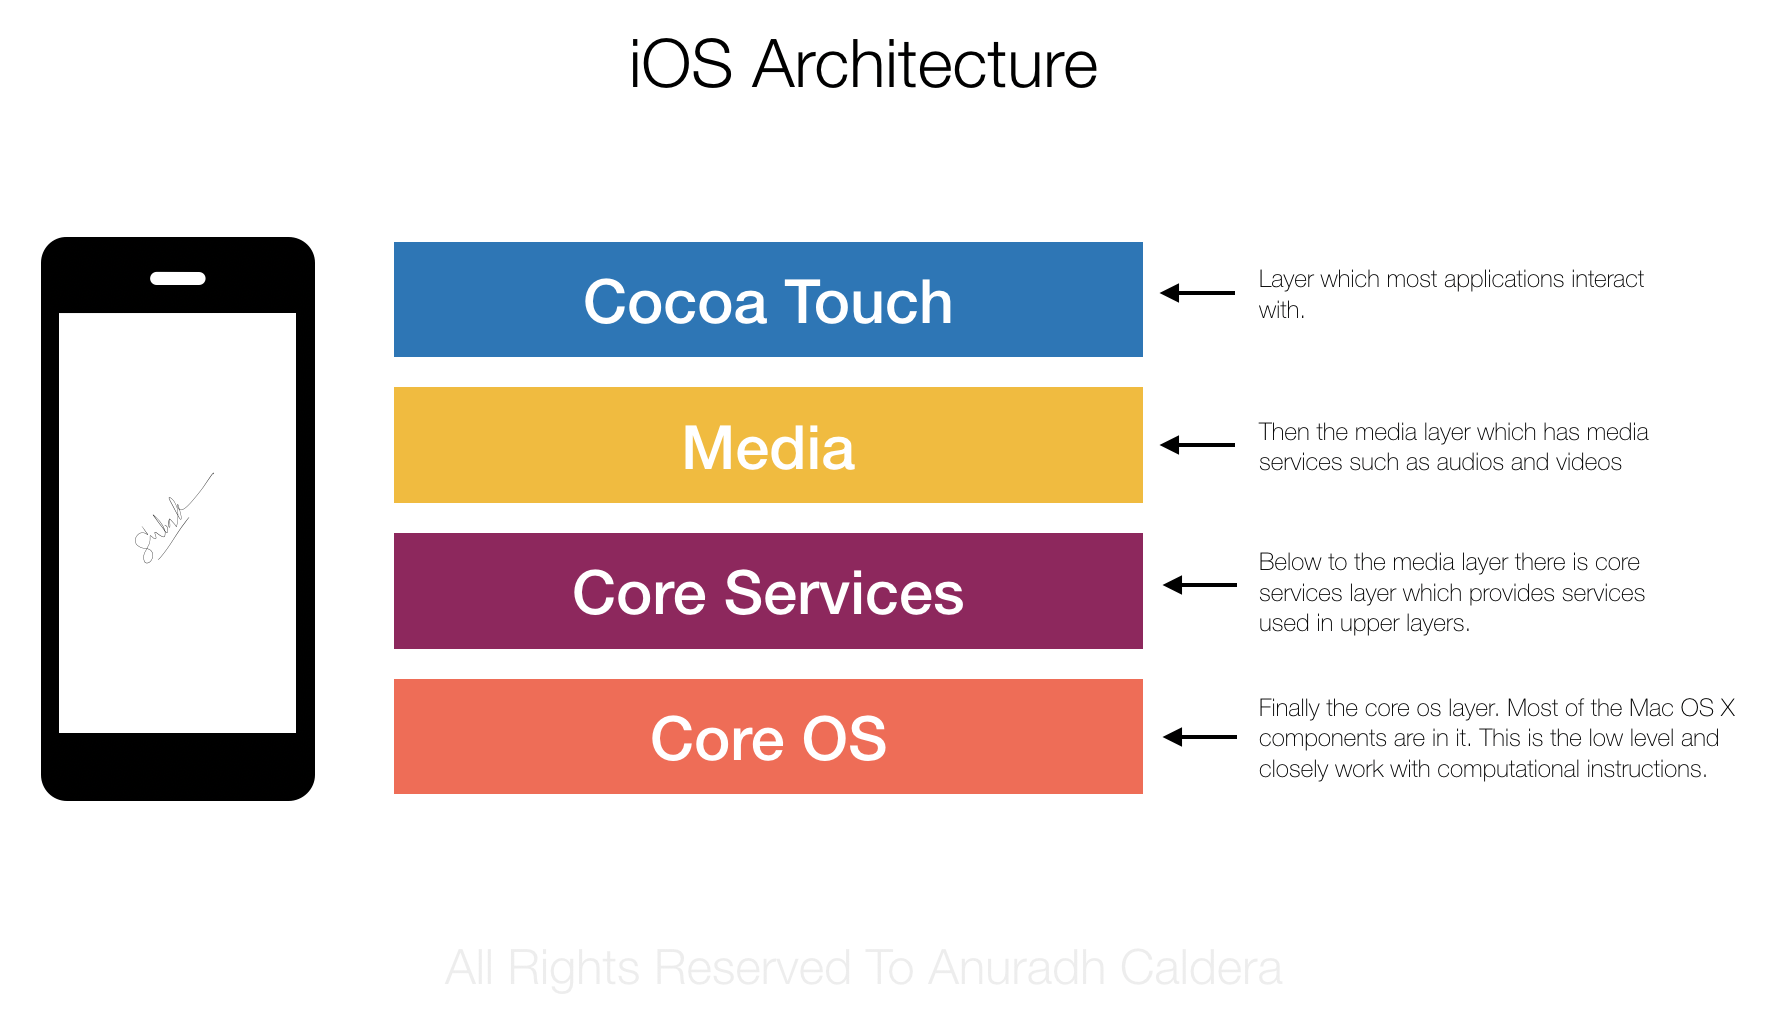 iOS Architecture
Cocoa Touch
Layer which most applications interact
with.
Media
Then the media layer which has media
services such as audios and videos
Core Services
Below to the media layer there is core
services layer which provides services
used in upper layers.
Core OS
Finally the core os layer. Most of the Mac OS X
components are in it. This is the low level and
closely work with computational instructions.
All Rights Reserved To Anuradh Caldera